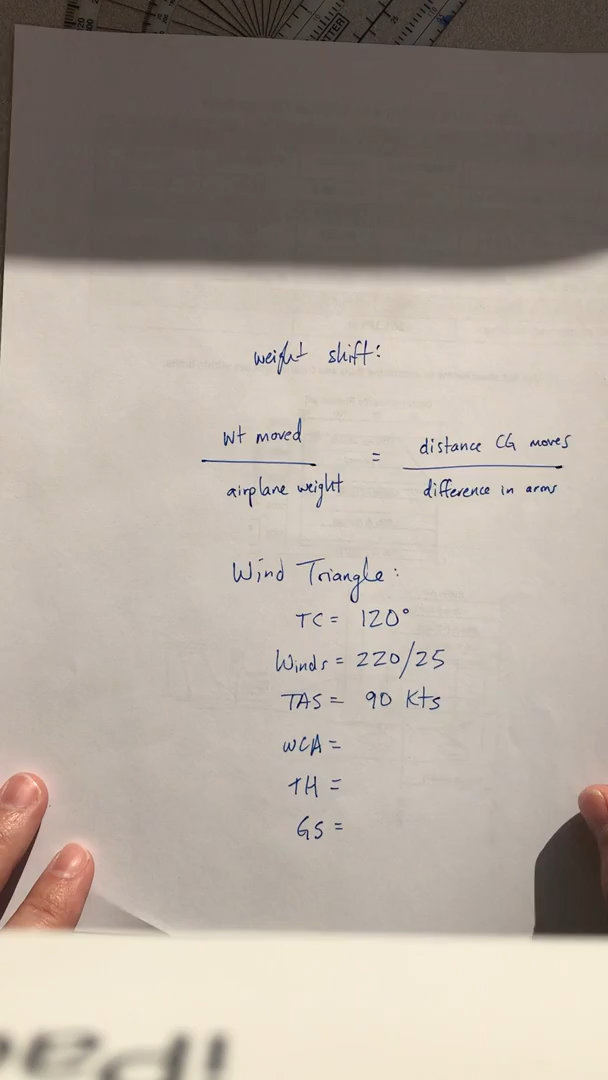 weight shift:
wt moved
airplane weight
=
distance CG moves
difference in arms
Wind Triangle:
TC = 120°
Winds = 220/25
TAS = 90 Kts
WCA =
TH =
GS =